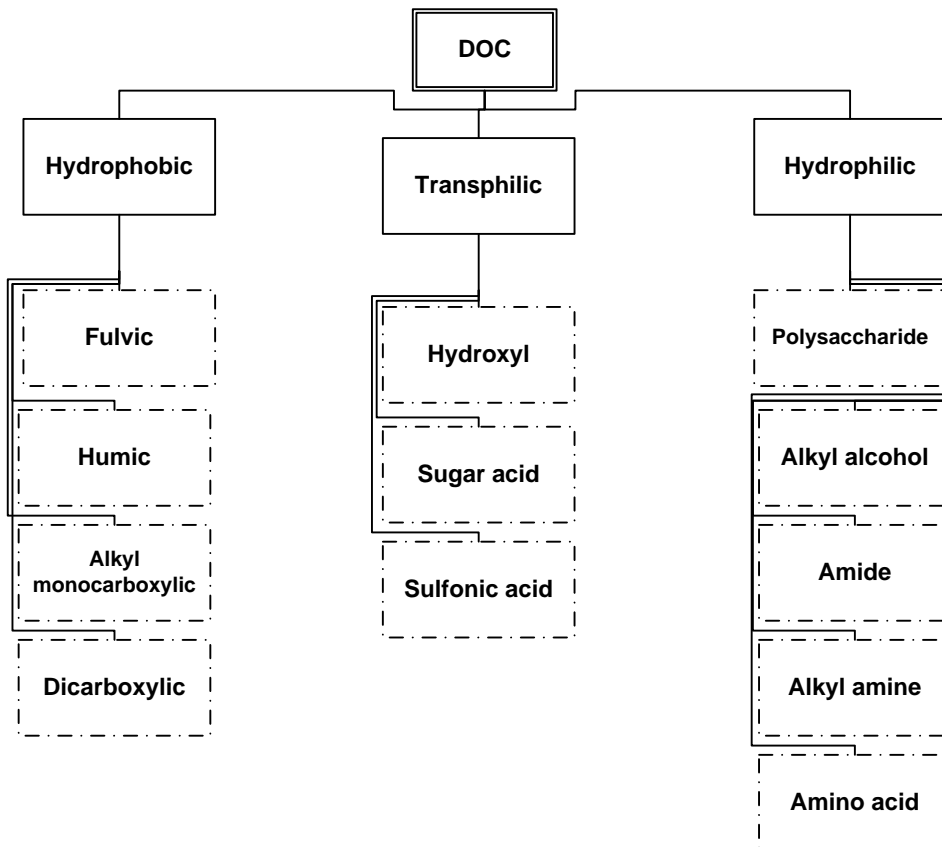 DOC
Hydrophobic
Transphilic
Hydrophilic
Fulvic
Humic
Alkyl
monocarboxylic
Dicarboxylic
Hydroxyl
Sugar acid
Sulfonic acid
Polysaccharide
Alkyl alcohol
Amide
Alkyl amine
Amino acid